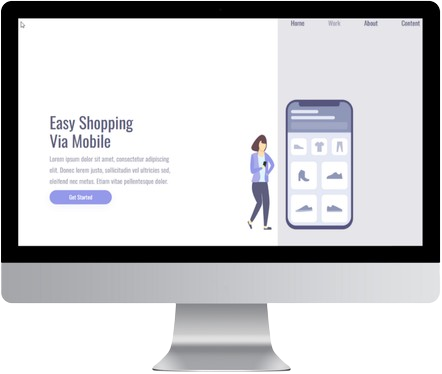 Home Work About Content
Easy Shopping
Via Mobile
Lorem ipsum dolor sit amet, consectetur adipiscing
elit. Donec lorem justo, sollicitudin vel ultricies sed,
eleifend nec metus. Etiam vitae pellentesque dolor.
Get Started